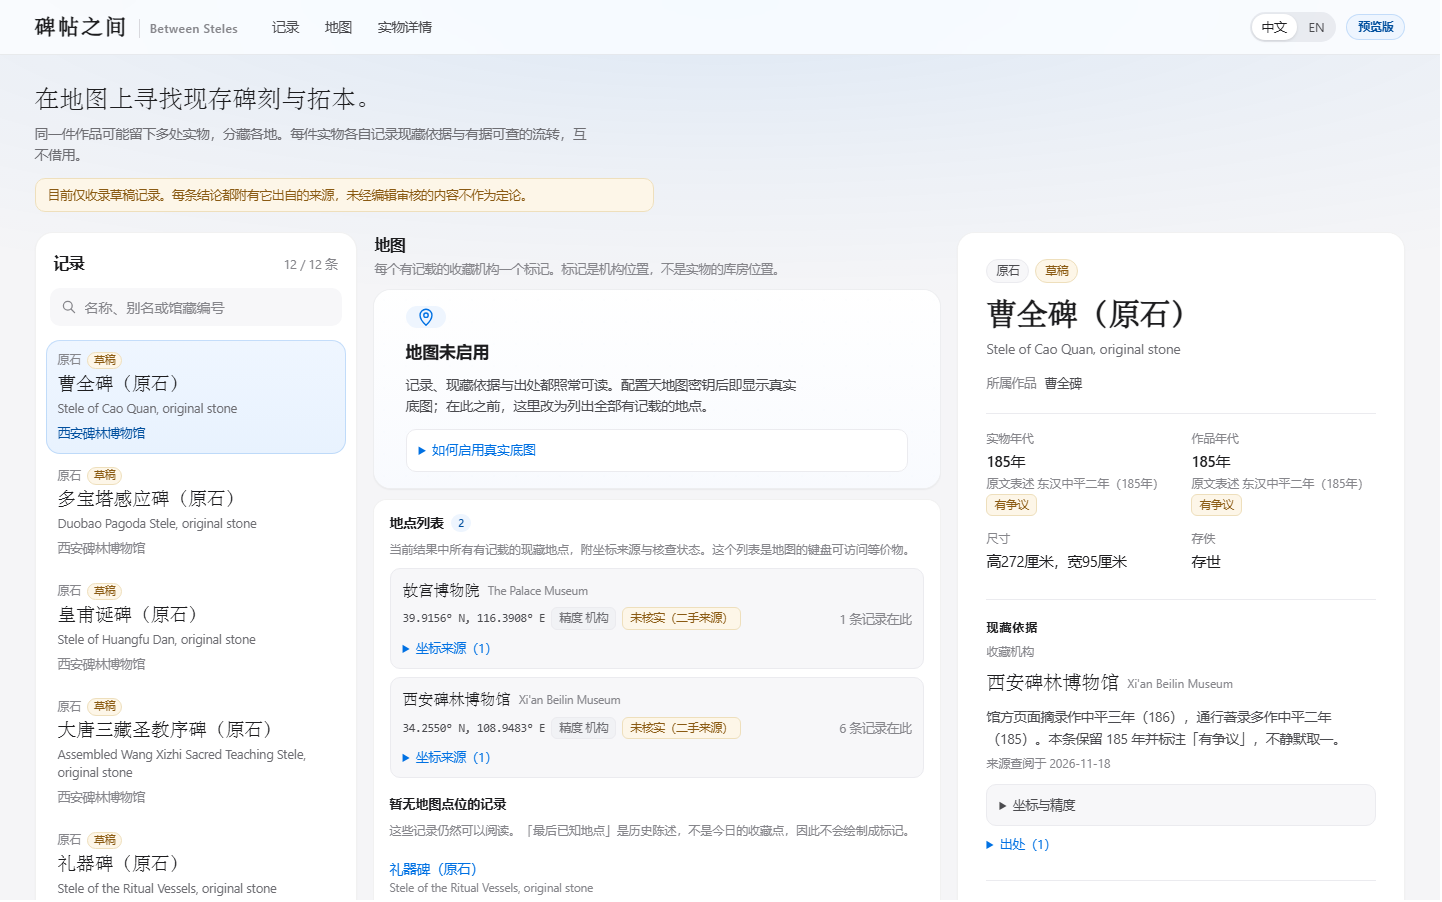 碑帖之间
Between Steles
记录
地图
实物详情
中文
EN
预览版
在地图上寻找现存碑刻与拓本。
同一件作品可能留下多处实物，分藏各地。每件实物各自记录现藏依据与有据可查的流转，互
不借用。
目前仅收录草稿记录。每条结论都附有它出自的来源，未经编辑审核的内容不作为定论。
记录
12 / 12 条
名称、别名或馆藏编号
原石 草稿
曹全碑（原石）
Stele of Cao Quan, original stone
西安碑林博物馆
原石 草稿
多宝塔感应碑（原石）
Duobao Pagoda Stele, original stone
西安碑林博物馆
原石 草稿
皇甫诞碑（原石）
Stele of Huangfu Dan, original stone
西安碑林博物馆
原石 草稿
大唐三藏圣教序碑（原石）
Assembled Wang Xizhi Sacred Teaching Stele,
original stone
西安碑林博物馆
原石 草稿
礼器碑（原石）
Stele of the Ritual Vessels, original stone
地图
每个有记载的收藏机构一个标记。标记是机构位置，不是实物的库房位置。
地图未启用
记录、现藏依据与出处都照常可读。配置天地图密钥后即显示真实
底图；在此之前，这里改为列出全部有记载的地点。
如何启用真实底图
地点列表 2
当前结果中所有有记载的现藏地点，附坐标来源与核查状态。这个列表是地图的键盘可访问等价物。
故宫博物院 The Palace Museum
39.9156° N, 116.3908° E 精度 机构 未核实（二手来源） 1 条记录在此
坐标来源（1）
西安碑林博物馆 Xi'an Beilin Museum
34.2550° N, 108.9483° E 精度 机构 未核实（二手来源） 6 条记录在此
坐标来源（1）
暂无地图点位的记录
这些记录仍然可以阅读。「最后已知地点」是历史陈述，不是今日的收藏点，因此不会绘制成标记。
礼器碑（原石）
Stele of the Ritual Vessels, original stone
原石 草稿
曹全碑（原石）
Stele of Cao Quan, original stone
所属作品 曹全碑
实物年代
185年
原文表述 东汉中平二年（185年）
有争议
作品年代
185年
原文表述 东汉中平二年（185年）
有争议
尺寸
高272厘米，宽95厘米
存佚
存世
现藏依据
收藏机构
西安碑林博物馆 Xi'an Beilin Museum
馆方页面摘录作中平三年（186），通行著录多作中平二年
（185）。本条保留 185 年并标注「有争议」，不静默取一。
来源查阅于 2026-11-18
坐标与精度
出处（1）